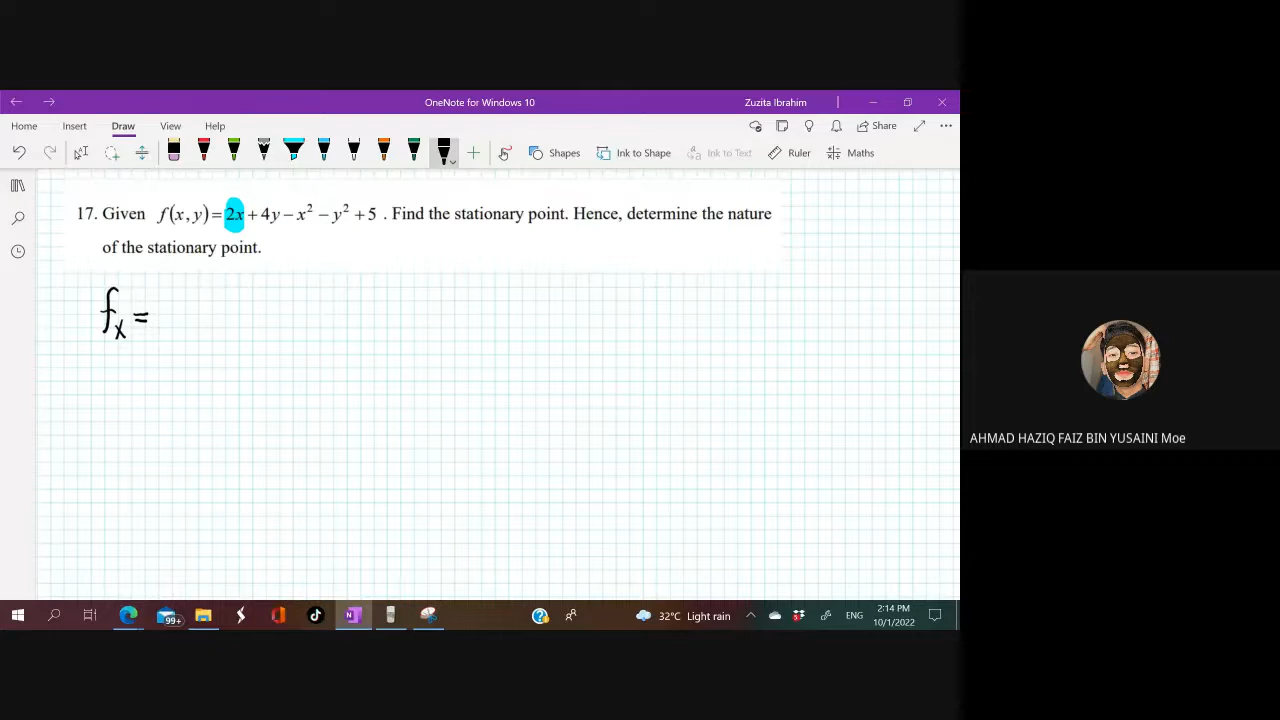 OneNote for Windows 10
Zuzita Ibrahim
Home Insert Draw View Help
Share
Shapes Ink to Shape Ink to Text Ruler Maths
17. Given f(x,y)=2x+4y−x²−y²+5 . Find the stationary point. Hence, determine the nature
of the stationary point.
fx =
AHMAD HAZIQ FAIZ BIN YUSAINI Moe
99+
N
5
32°C Light rain
ENG
2:14 PM
10/1/2022